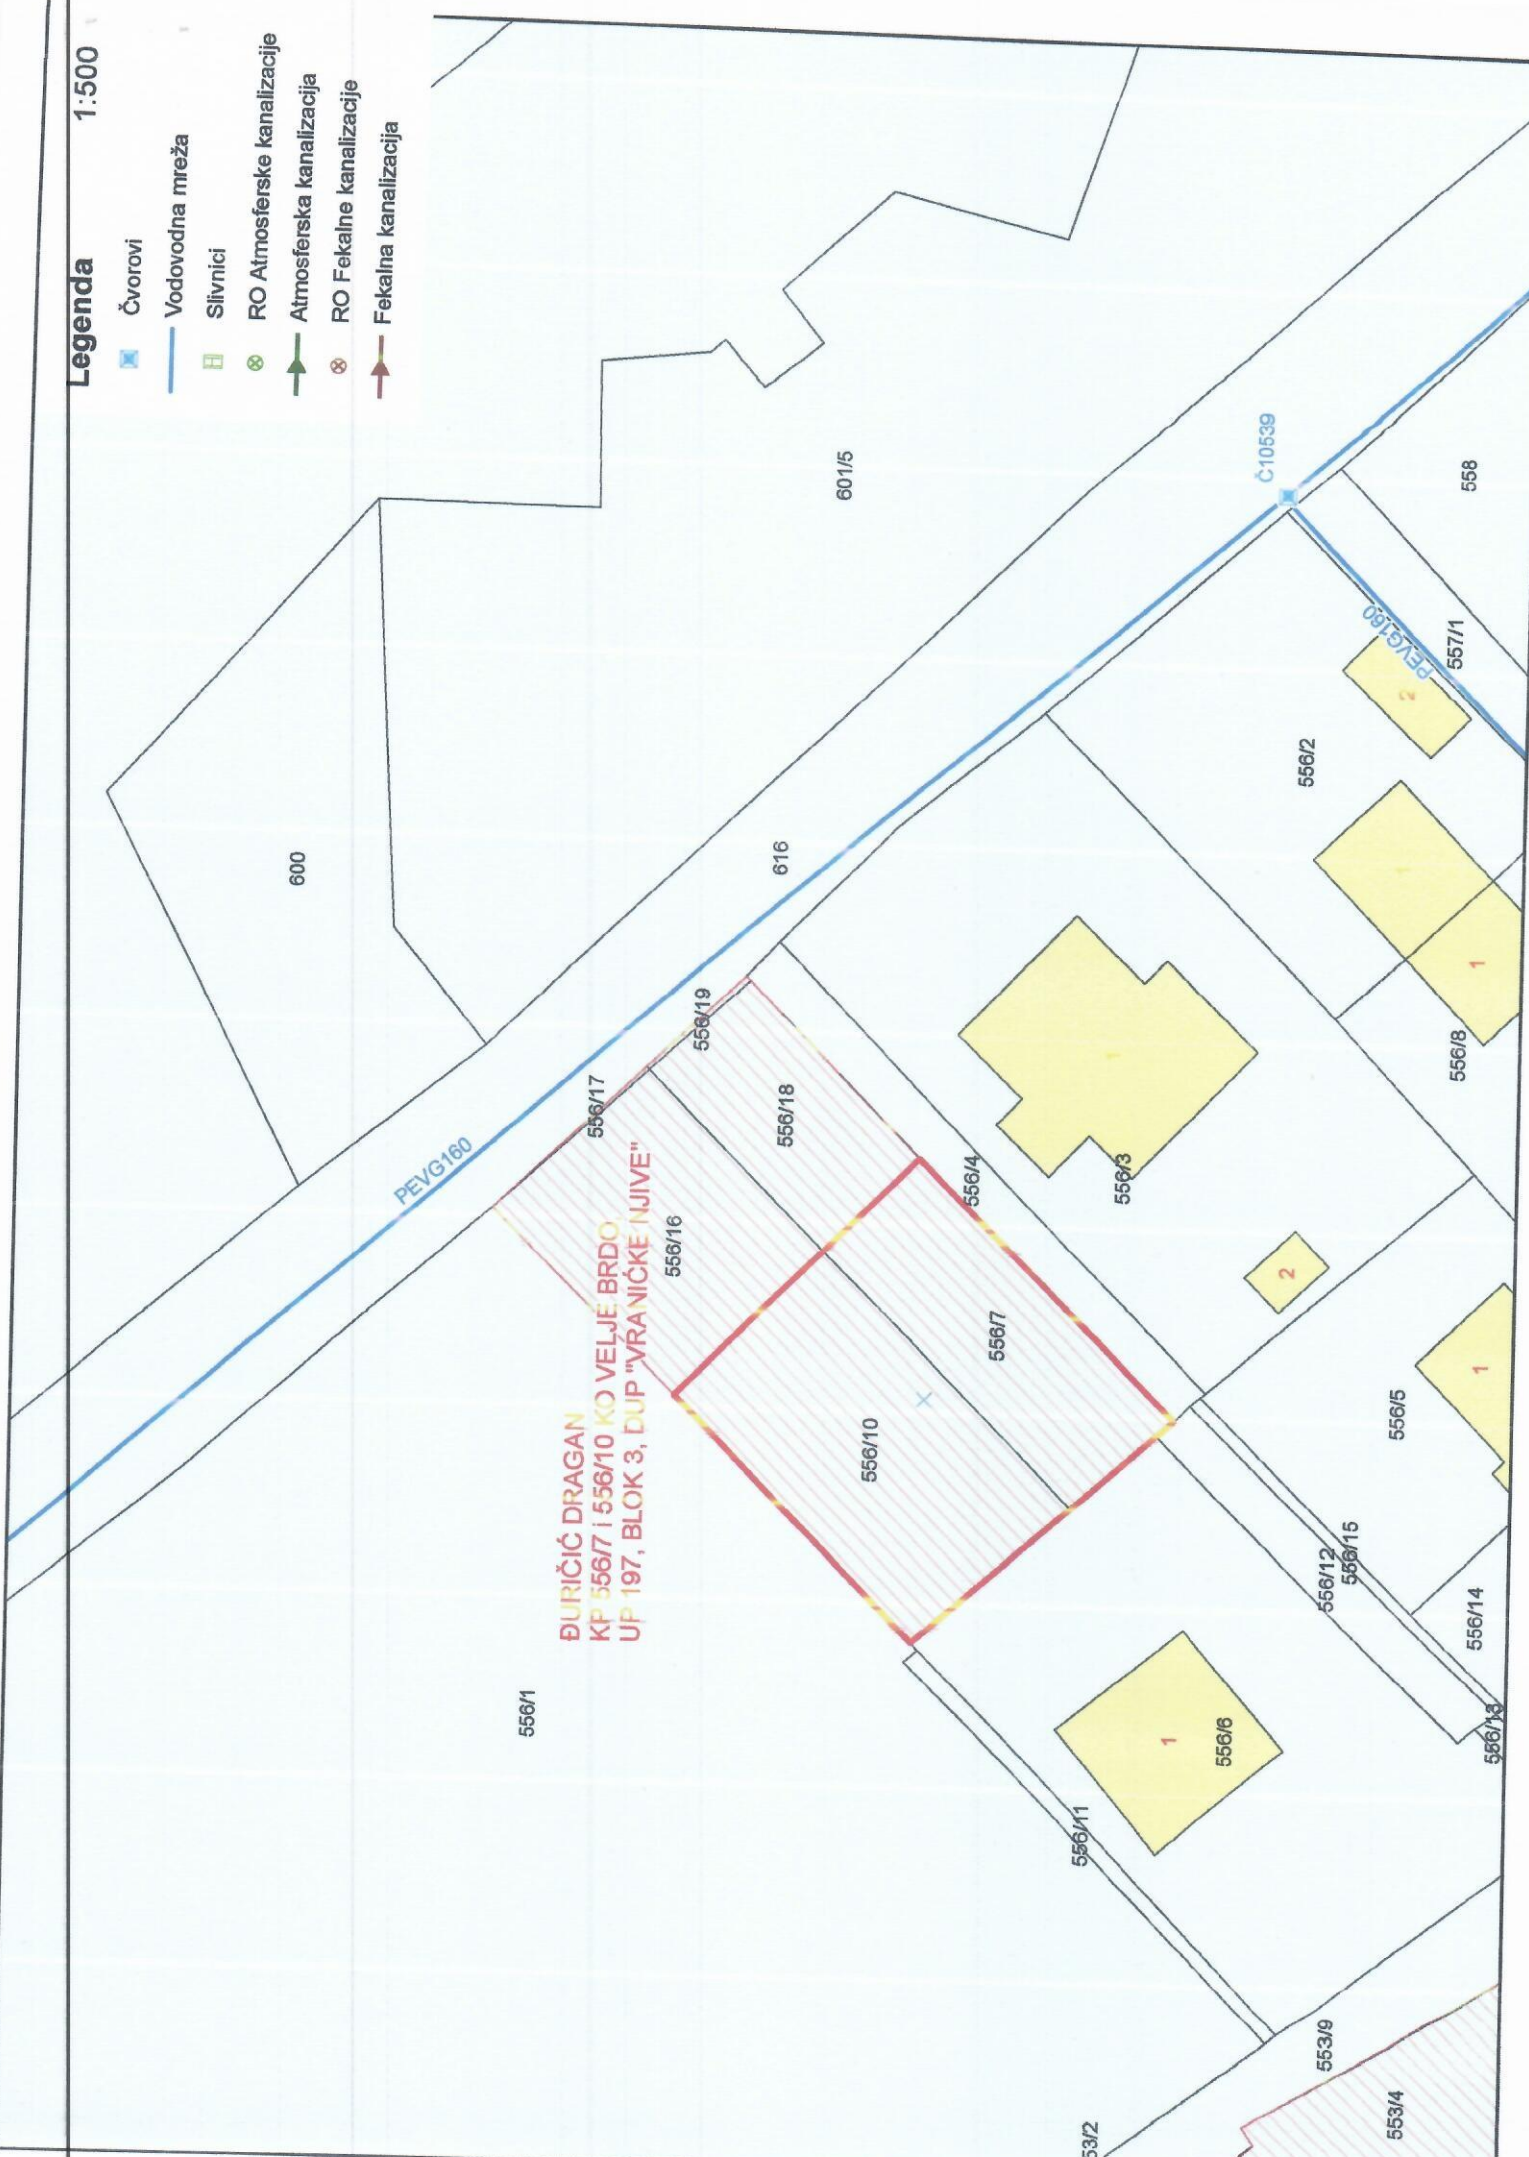 Legenda 1:500
Čvorovi
Vodovodna mreža
Slivnici
RO Atmosferske kanalizacije
Atmosferska kanalizacija
RO Fekalne kanalizacije
Fekalna kanalizacija
600
601/5
616
Č10539
558
557/1
PEVG160
2
556/2
1
1
556/8
PEVG160
556/17
556/19
556/18
556/16
556/4
1
556/3
2
ĐURIČIĆ DRAGAN
KP 556/7 i 556/10 KO VELJE BRDO
UP 197, BLOK 3, DUP "VRANIĆKE NJIVE"
556/7
556/10
556/5
1
556/12
556/15
556/14
556/13
556/1
1
556/6
556/11
553/9
553/4
53/2